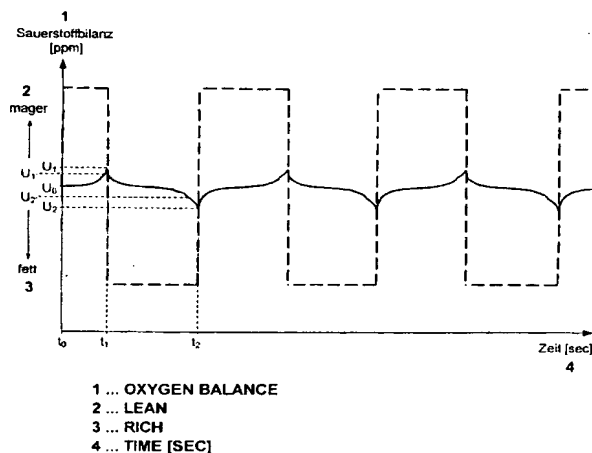 1
Sauerstoffbilanz
[ppm]
2
mager
U₁
U₁
U₀
U₂
U₂
fett
3
t₀ t₁ t₂ Zeit [sec]
4
1 ... OXYGEN BALANCE
2 ... LEAN
3 ... RICH
4 ... TIME [SEC]